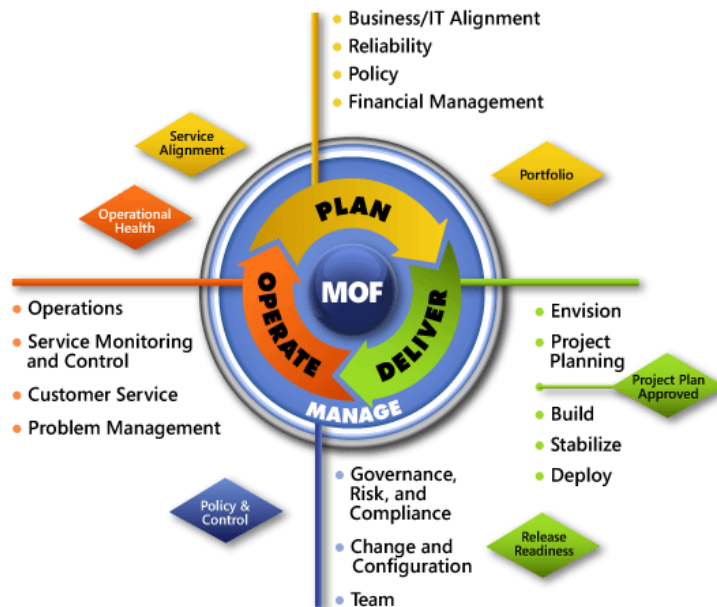 Business/IT Alignment
Reliability
Policy
Financial Management
Service
Alignment
Portfolio
Operational
Health
PLAN
MOF
OPERATE
DELIVER
MANAGE
Operations
Service Monitoring
and Control
Customer Service
Problem Management
Envision
Project
Planning
Project Plan
Approved
Build
Stabilize
Deploy
Policy &
Control
Governance,
Risk, and
Compliance
Change and
Configuration
Team
Release
Readiness